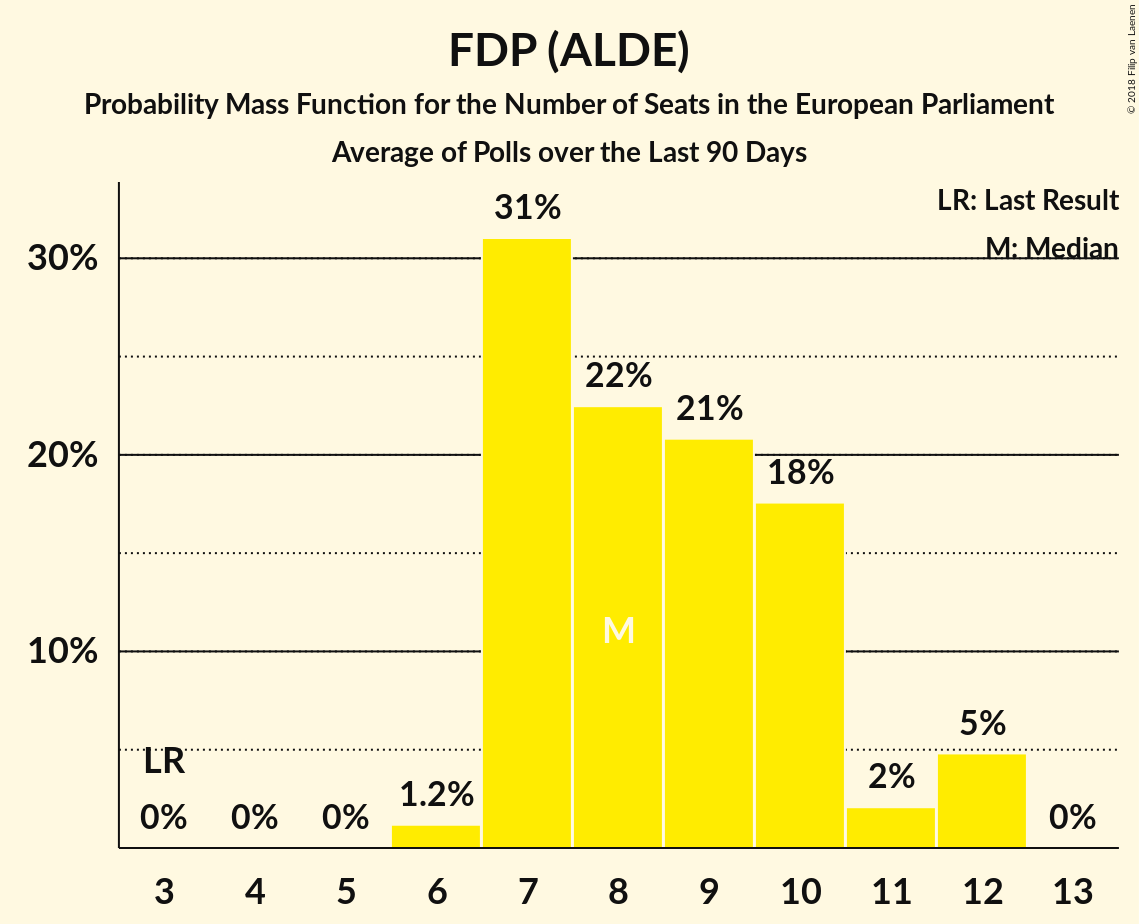 FDP (ALDE)
Probability Mass Function for the Number of Seats in the European Parliament
Average of Polls over the Last 90 Days
© 2018 Filip van Laenen
LR: Last Result
M: Median
30%
20%
10%
31%
22%
21%
18%
M
LR
0%
0%
0%
1.2%
2%
5%
0%
3 4 5 6 7 8 9 10 11 12 13